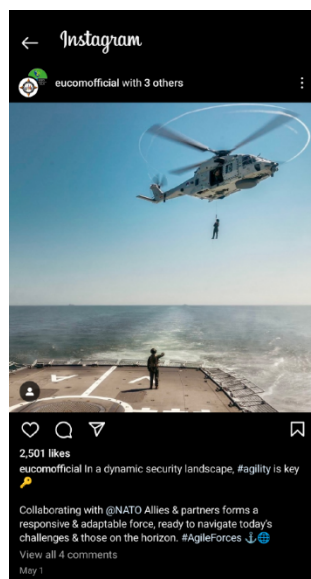 Instagram
eucomofficial with 3 others
2,501 likes
eucomofficial In a dynamic security landscape, #agility is key
🔑
Collaborating with @NATO Allies & partners forms a
responsive & adaptable force, ready to navigate today's
challenges & those on the horizon. #AgileForces ⚓🌐
View all 4 comments
May 1